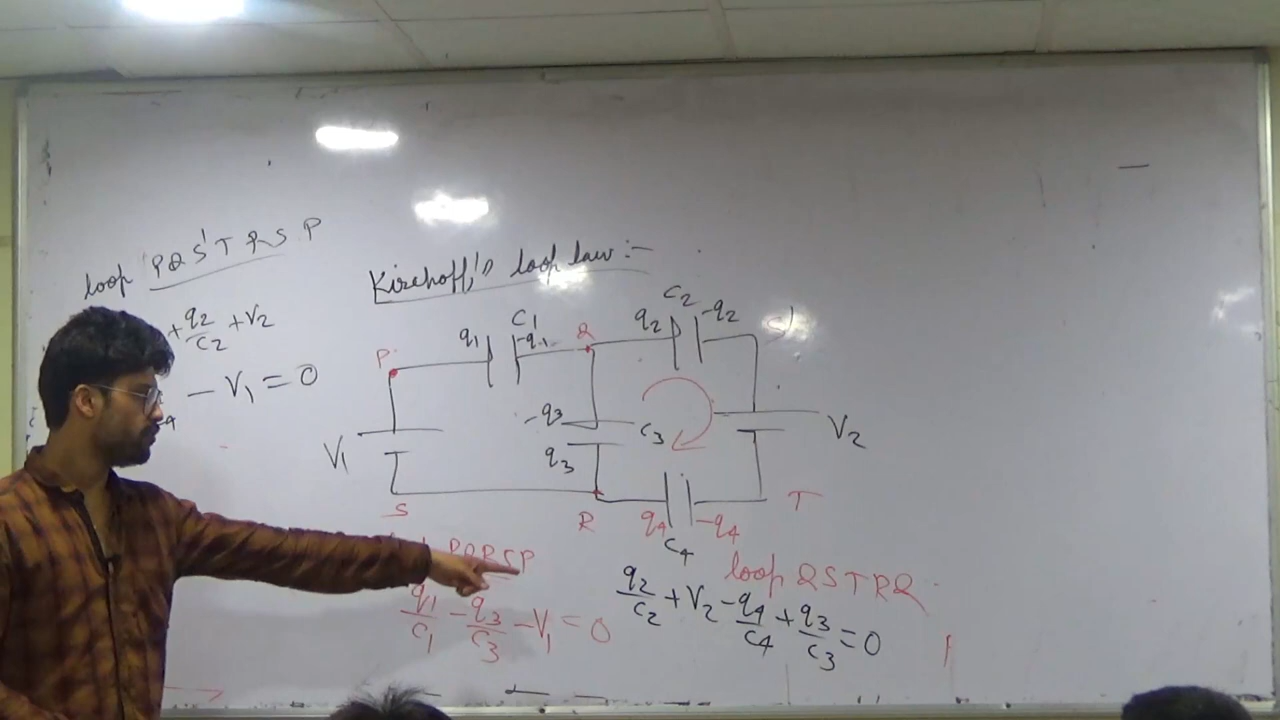 loop PQS'TRSP
+q2/C2 +V2
- V1 = 0
Kirchoff's loop law :-
C2
q2 -q2 S'
C1
q1 -q1 Q
P
-q3
C3
V2
V1
q3
S R q4 -q4 T
C4
PQRSP
loop QSTRQ
q1/C1 - q3/C3 - V1 = 0
q2/C2 + V2 - q4/C4 + q3/C3 = 0